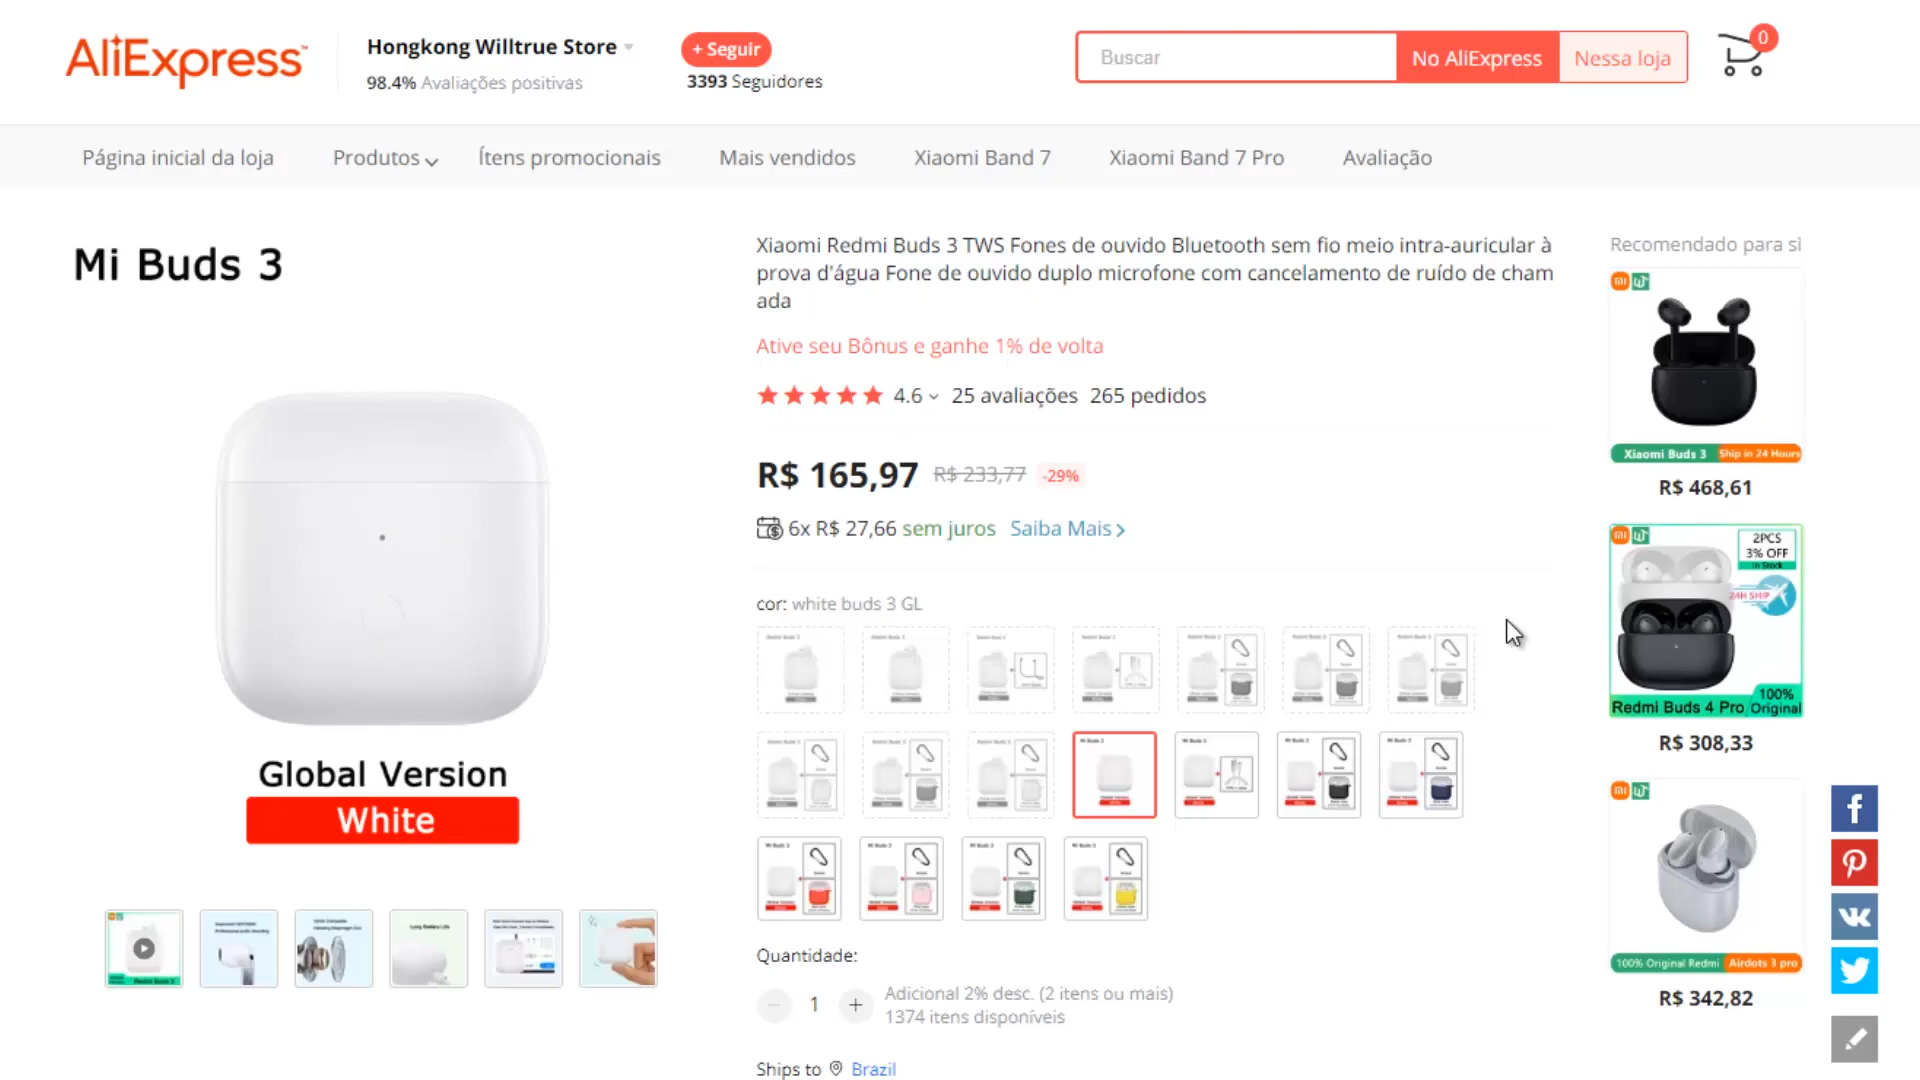 AliExpress™
Hongkong Willtrue Store
98.4% Avaliações positivas
+ Seguir
3393 Seguidores
Buscar
No AliExpress
Nessa loja
0
Página inicial da loja
Produtos
Ítens promocionais
Mais vendidos
Xiaomi Band 7
Xiaomi Band 7 Pro
Avaliação
Mi Buds 3
Global Version
White
Xiaomi Redmi Buds 3 TWS Fones de ouvido Bluetooth sem fio meio intra-auricular à
prova d'água Fone de ouvido duplo microfone com cancelamento de ruído de cham
ada
Ative seu Bônus e ganhe 1% de volta
4.6
25 avaliações
265 pedidos
R$ 165,97
R$ 233,77
-29%
6x R$ 27,66 sem juros
Saiba Mais
cor: white buds 3 GL
Quantidade:
1
Adicional 2% desc. (2 itens ou mais)
1374 itens disponíveis
Ships to
Brazil
Recomendado para si
Xiaomi Buds 3
Ship in 24 Hours
R$ 468,61
2PCS
3% OFF
In Stock
24H SHIP
100%
Redmi Buds 4 Pro
Original
R$ 308,33
100% Original Redmi
Airdots 3 pro
R$ 342,82